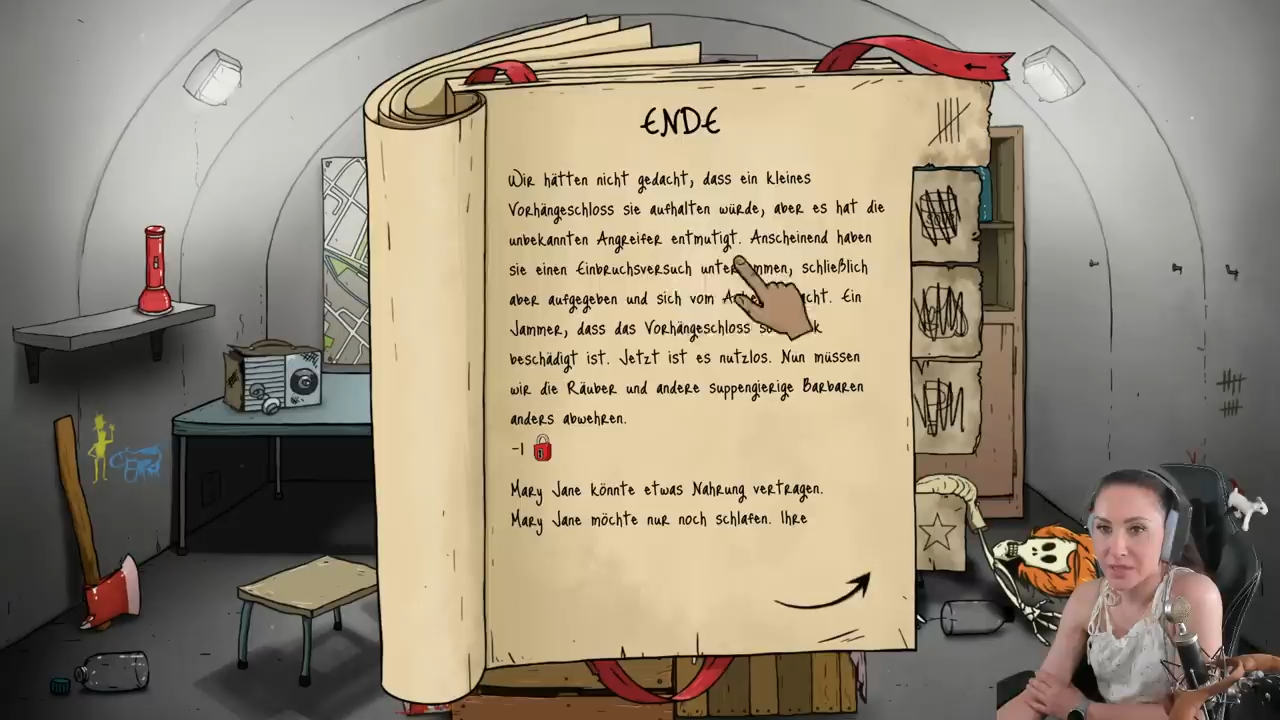 ENDE
Wir hätten nicht gedacht, dass ein kleines
Vorhängeschloss sie aufhalten würde, aber es hat die
unbekannten Angreifer entmutigt. Anscheinend haben
sie einen Einbruchsversuch schließlich
aber aufgegeben und sich vom Ein
Jammer, dass das Vorhängeschloss
beschädigt ist. Jetzt ist es nutzlos. Nun müssen
wir die Räuber und andere suppengierige Barbaren
anders abwehren.
-1
Mary Jane könnte etwas Nahrung vertragen.
Mary Jane möchte nur noch schlafen. Ihre